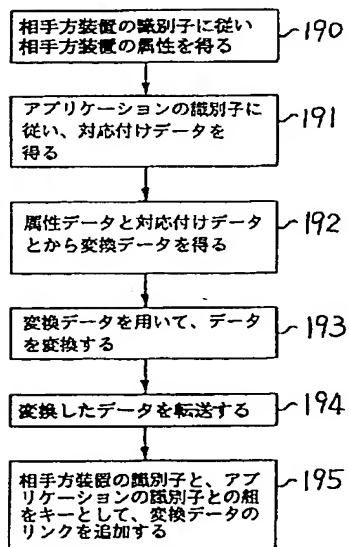 相手方装置の識別子に従い
相手方装置の属性を得る
190
アプリケーションの識別子に
従い、対応付けデータを
得る
191
属性データと対応付けデータ
とから変換データを得る
192
変換データを用いて、データ
を変換する
193
変換したデータを転送する
194
相手方装置の識別子と、アプ
リケーションの識別子との組
をキーとして、変換データの
リンクを追加する
195